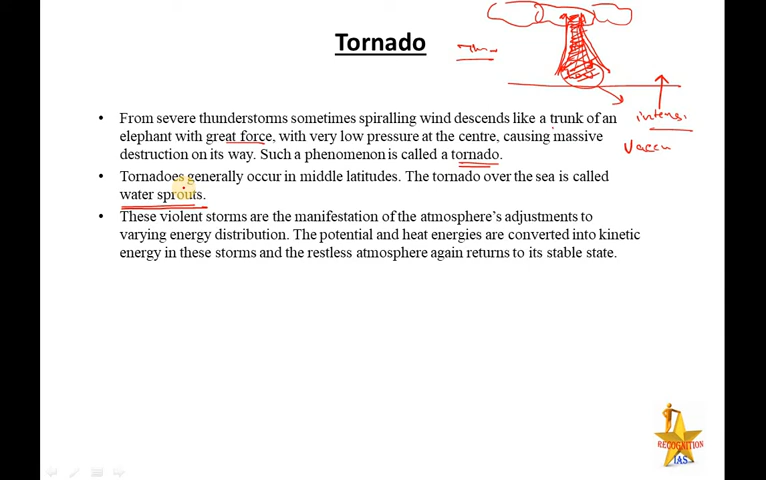 Tornado
• From severe thunderstorms sometimes spiralling wind descends like a trunk of an
elephant with great force, with very low pressure at the centre, causing massive
destruction on its way. Such a phenomenon is called a tornado.
• Tornadoes generally occur in middle latitudes. The tornado over the sea is called
water sprouts.
• These violent storms are the manifestation of the atmosphere's adjustments to
varying energy distribution. The potential and heat energies are converted into kinetic
energy in these storms and the restless atmosphere again returns to its stable state.
intensi
RECOGNITION
IAS